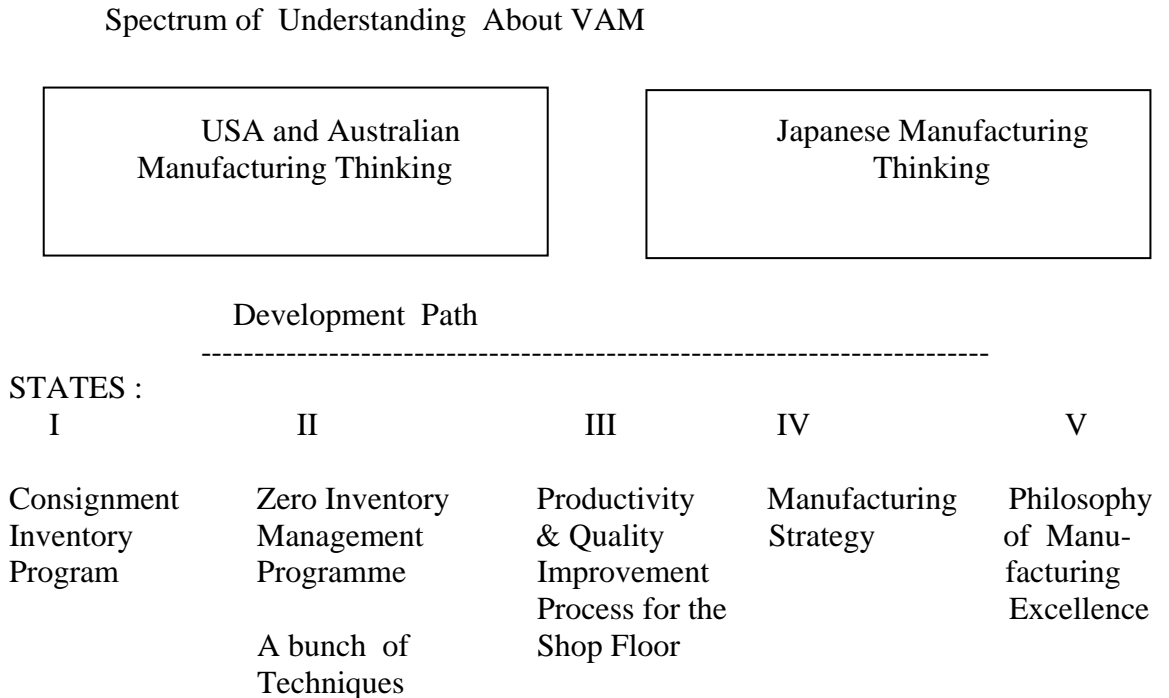 Spectrum of Understanding About VAM
USA and Australian
Manufacturing Thinking
Japanese Manufacturing
Thinking
Development Path
---------------------------------------------------------------------------
STATES :
I II III IV V
Consignment Zero Inventory Productivity Manufacturing Philosophy
Inventory Management & Quality Strategy of Manu-
Program Programme Improvement facturing
Process for the Excellence
A bunch of Shop Floor
Techniques